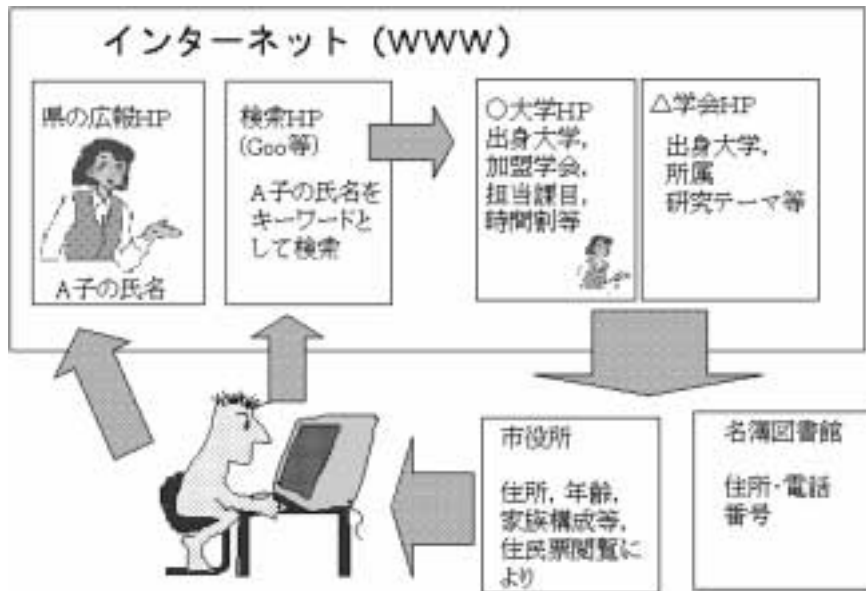 インターネット（WWW）
県の広報HP
A子の氏名
検索HP
(Goo等)
A子の氏名を
キーワードと
して検索
○大学HP
出身大学,
加盟学会,
担当課目,
時間割等
△学会HP
出身大学,
所属
研究テーマ等
市役所
住所, 年齢,
家族構成等,
住民票閲覧に
より
名簿図書館
住所・電話
番号